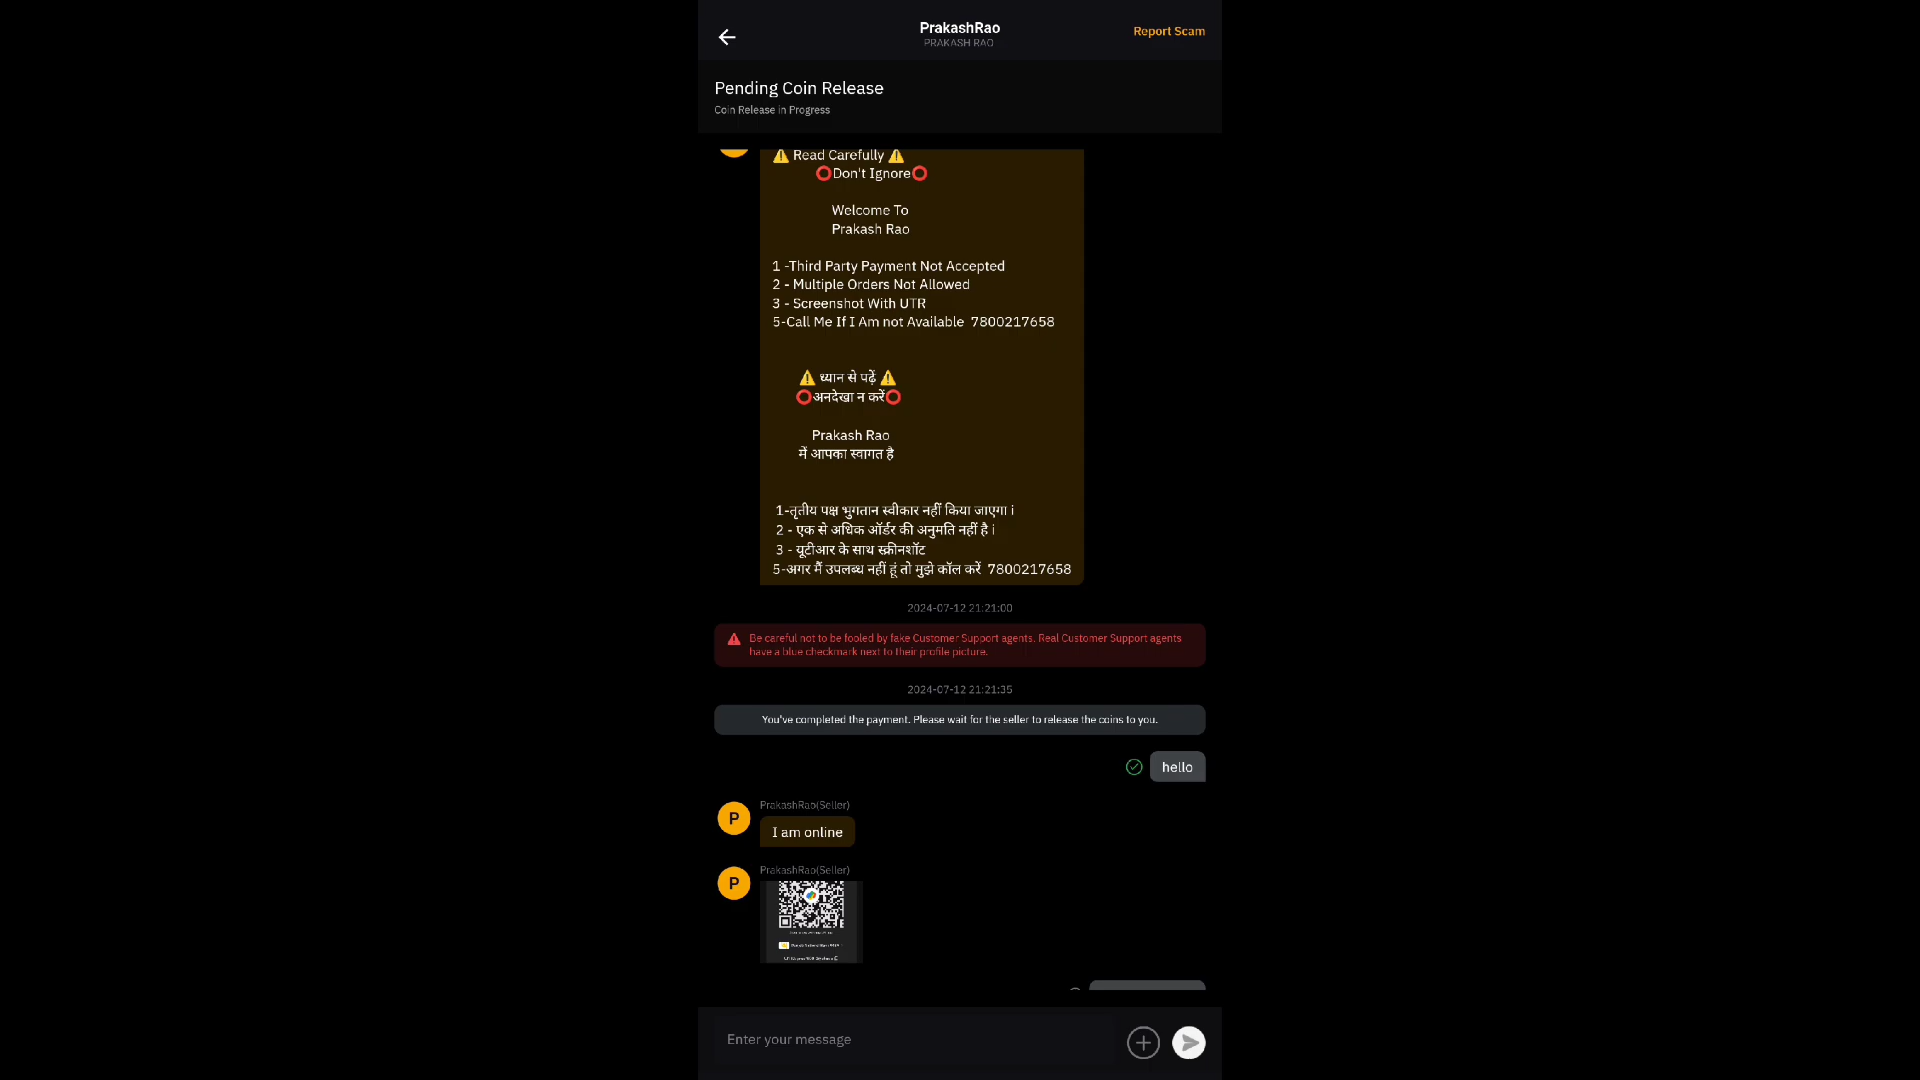 PrakashRao
PRAKASH RAO
Report Scam
Pending Coin Release
Coin Release in Progress
⚠️ Read Carefully ⚠️
⭕Don't Ignore⭕
Welcome To
Prakash Rao
1 -Third Party Payment Not Accepted
2 - Multiple Orders Not Allowed
3 - Screenshot With UTR
5-Call Me If I Am not Available 7800217658
⚠️ ध्यान से पढ़ें ⚠️
⭕अनदेखा न करें⭕
Prakash Rao
में आपका स्वागत है
1-तृतीय पक्ष भुगतान स्वीकार नहीं किया जाएगा i
2 - एक से अधिक ऑर्डर की अनुमति नहीं है i
3 - यूटीआर के साथ स्क्रीनशॉट
5-अगर मैं उपलब्ध नहीं हूं तो मुझे कॉल करें 7800217658
2024-07-12 21:21:00
Be careful not to be fooled by fake Customer Support agents. Real Customer Support agents
have a blue checkmark next to their profile picture.
2024-07-12 21:21:35
You've completed the payment. Please wait for the seller to release the coins to you.
hello
PrakashRao(Seller)
P
I am online
PrakashRao(Seller)
P
Enter your message